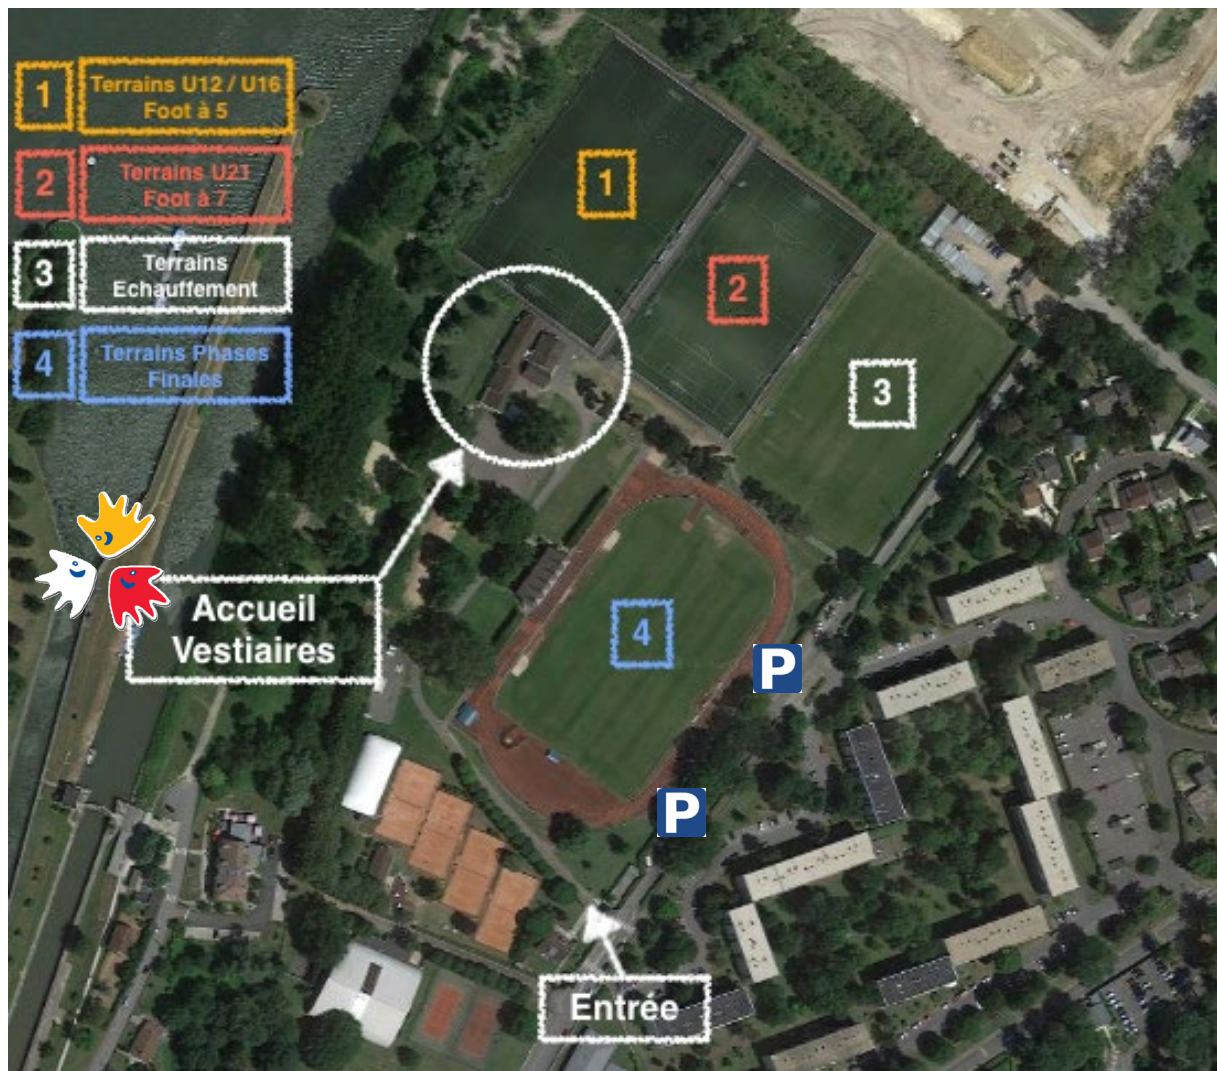 1
Terrains U12 / U16
Foot à 5
2
Terrains U21
Foot à 7
3
Terrains
Echauffement
4
Terrains Phases
Finales
1
2
3
4
Accueil
Vestiaires
P
P
Entrée